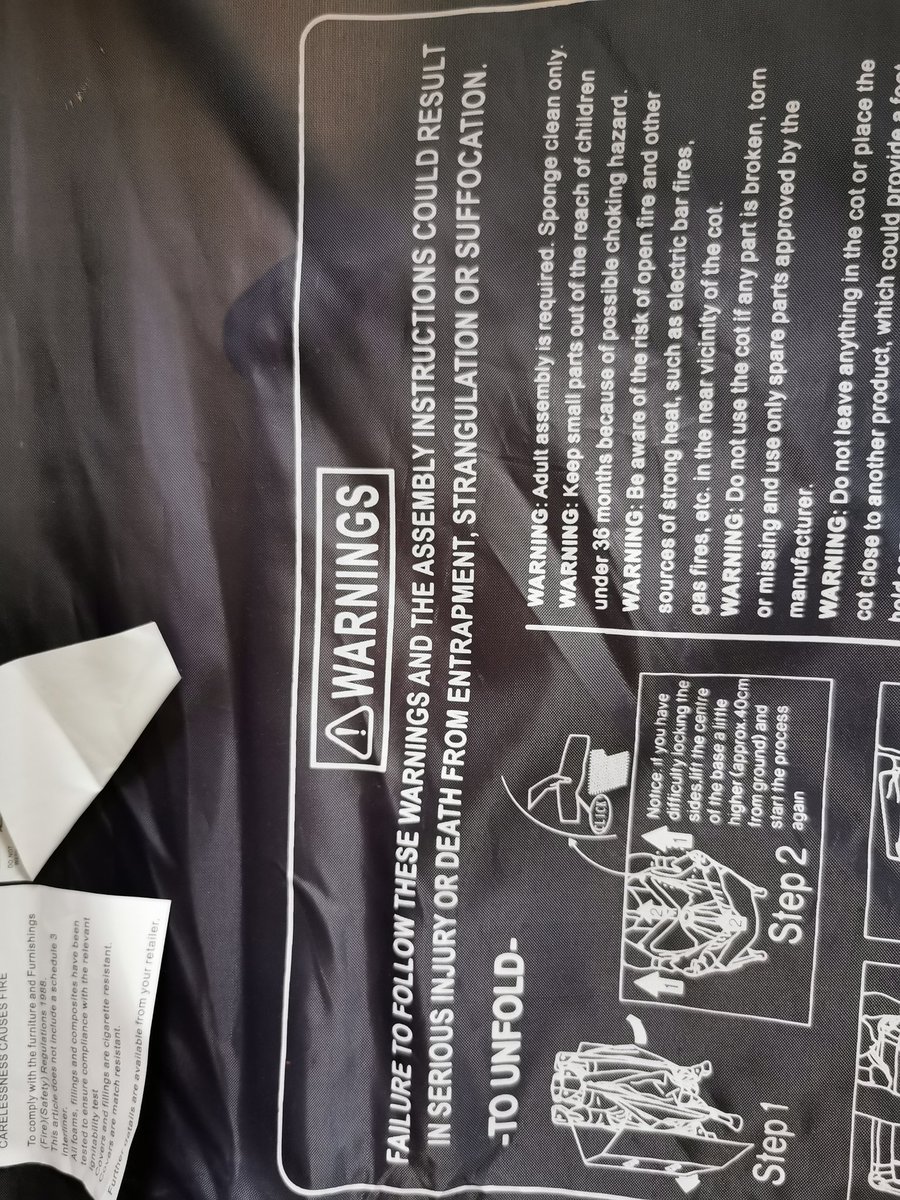 WARNINGS
FAILURE TO FOLLOW THESE WARNINGS AND THE ASSEMBLY INSTRUCTIONS COULD RESULT
IN SERIOUS INJURY OR DEATH FROM ENTRAPMENT, STRANGULATION OR SUFFOCATION.
-TO UNFOLD-
Step 1
CLICK
1
2
2
1
Notice:if you have
difficulty locking the
sides,lift the centre
of the base a little
higher (approx.40cm
from ground) and
start the process
again
Step 2
WARNING: Adult assembly is required. Sponge clean only.
WARNING: Keep small parts out of the reach of children
under 36 months because of possible choking hazard.
WARNING: Be aware of the risk of open fire and other
sources of strong heat, such as electric bar fires,
gas fires, etc. in the near vicinity of the cot.
WARNING: Do not use the cot if any part is broken, torn
or missing and use only spare parts approved by the
manufacturer.
WARNING: Do not leave anything in the cot or place the
cot close to another product, which could provide a foot
CARELESSNESS CAUSES FIRE
To comply with the furniture and Furnishings
(Fire)(Safety) Regulations 1988.
This article does not include a schedule 3
Interliner.
All foams, fillings and composites have been
tested to ensure compliance with the relevant
ignitability test
Covers and fillings are cigarette resistant.
Covers are match resistant.
Further details are available from your retailer.
DO NOT